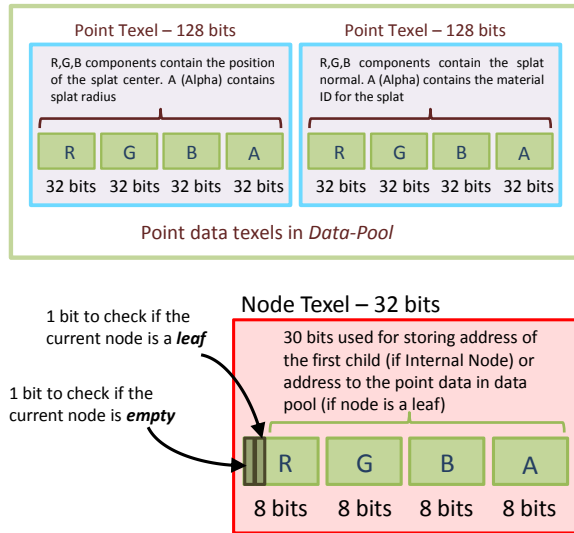 Point Texel – 128 bits
R,G,B components contain the position
of the splat center. A (Alpha) contains
splat radius
R G B A
32 bits 32 bits 32 bits 32 bits
Point Texel – 128 bits
R,G,B components contain the splat
normal. A (Alpha) contains the material
ID for the splat
R G B A
32 bits 32 bits 32 bits 32 bits
Point data texels in Data-Pool
1 bit to check if the
current node is a leaf
1 bit to check if the
current node is empty
Node Texel – 32 bits
30 bits used for storing address of
the first child (if Internal Node) or
address to the point data in data
pool (if node is a leaf)
R G B A
8 bits 8 bits 8 bits 8 bits